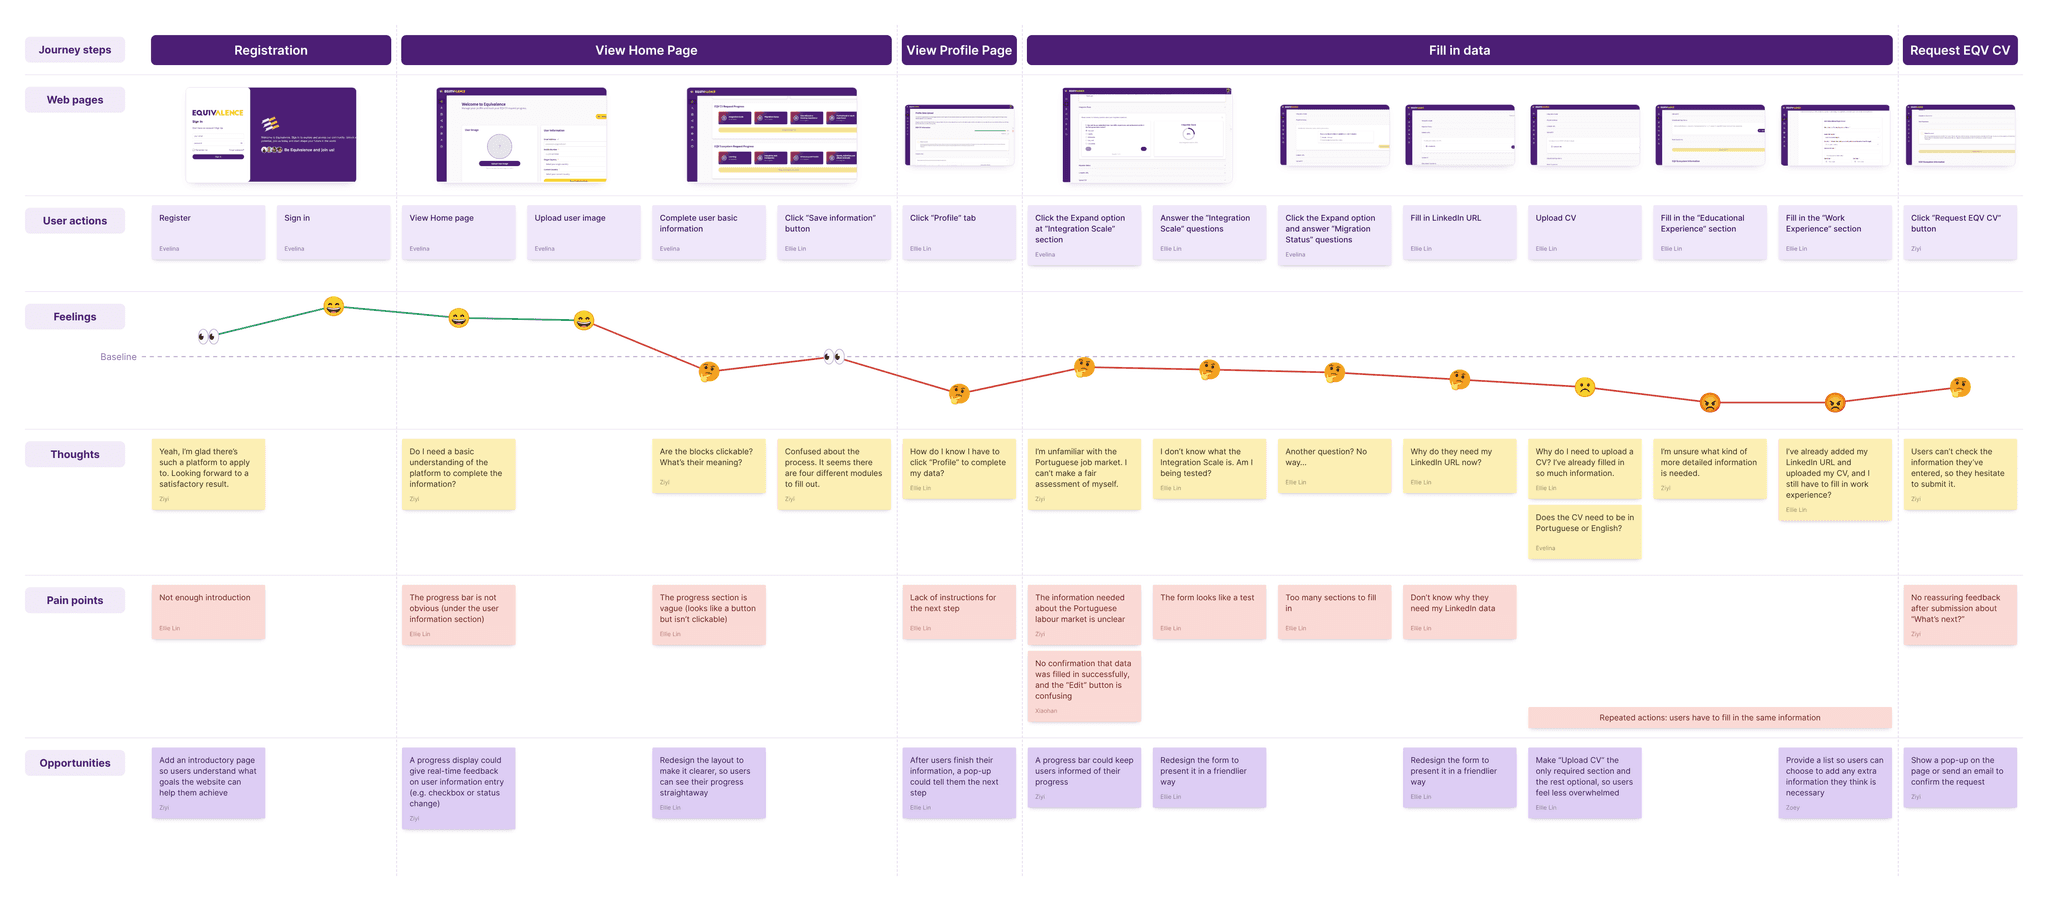 Journey steps
Registration
View Home Page
View Profile Page
Fill in data
Request EQV CV
Web pages
EQUIVALENCE
Sign in
Be Equivalence and join us!
Welcome to Equivalence
User actions
Register
Evelina
Sign in
Evelina
View Home page
Evelina
Upload user image
Evelina
Complete user basic
information
Evelina
Click “Save information”
button
Ellie Lin
Click “Profile” tab
Ellie Lin
Click the Expand option
at “Integration Scale”
section
Evelina
Answer the “Integration
Scale” questions
Ellie Lin
Click the Expand option
and answer “Migration
Status” questions
Evelina
Fill in LinkedIn URL
Ellie Lin
Upload CV
Ellie Lin
Fill in the “Educational
Experience” section
Ellie Lin
Fill in the “Work
Experience” section
Ellie Lin
Click “Request EQV CV”
button
Ziyi
Feelings
Baseline
Thoughts
Yeah, I’m glad there’s
such a platform to apply
to. Looking forward to a
satisfactory result.
Ziyi
Do I need a basic
understanding of the
platform to complete the
information?
Ziyi
Are the blocks clickable?
What’s their meaning?
Ziyi
Confused about the
process. It seems there
are four different modules
to fill out.
Ziyi
How do I know I have to
click “Profile” to complete
my data?
Ellie Lin
I’m unfamiliar with the
Portuguese job market. I
can’t make a fair
assessment of myself.
Ziyi
I don’t know what the
Integration Scale is. Am I
being tested?
Ellie Lin
Another question? No
way...
Ellie Lin
Why do they need my
LinkedIn URL now?
Ellie Lin
Why do I need to upload a
CV? I’ve already filled in
so much information.
Ellie Lin
Does the CV need to be in
Portuguese or English?
Evelina
I’m unsure what kind of
more detailed information
is needed.
Ziyi
I’ve already added my
LinkedIn URL and
uploaded my CV, and I
still have to fill in work
experience?
Ellie Lin
Users can’t check the
information they’ve
entered, so they hesitate
to submit it.
Ziyi
Pain points
Not enough introduction
Ellie Lin
The progress bar is not
obvious (under the user
information section)
Ellie Lin
The progress section is
vague (looks like a button
but isn’t clickable)
Ellie Lin
Lack of instructions for
the next step
Ellie Lin
The information needed
about the Portuguese
labour market is unclear
Ziyi
No confirmation that data
was filled in successfully,
and the “Edit” button is
confusing
Xiaohan
The form looks like a test
Ellie Lin
Too many sections to fill
in
Ellie Lin
Don’t know why they
need my LinkedIn data
Ellie Lin
Repeated actions: users have to fill in the same information
No reassuring feedback
after submission about
“What’s next?”
Ziyi
Opportunities
Add an introductory page
so users understand what
goals the website can
help them achieve
Ziyi
A progress display could
give real-time feedback
on user information entry
(e.g. checkbox or status
change)
Ziyi
Redesign the layout to
make it clearer, so users
can see their progress
straightaway
Ellie Lin
After users finish their
information, a pop-up
could tell them the next
step
Ellie Lin
A progress bar could keep
users informed of their
progress
Ziyi
Redesign the form to
present it in a friendlier
way
Ellie Lin
Redesign the form to
present it in a friendlier
way
Ellie Lin
Make “Upload CV” the
only required section and
the rest optional, so users
feel less overwhelmed
Ellie Lin
Provide a list so users can
choose to add any extra
information they think is
necessary
Zoey
Show a pop-up on the
page or send an email to
confirm the request
Ziyi